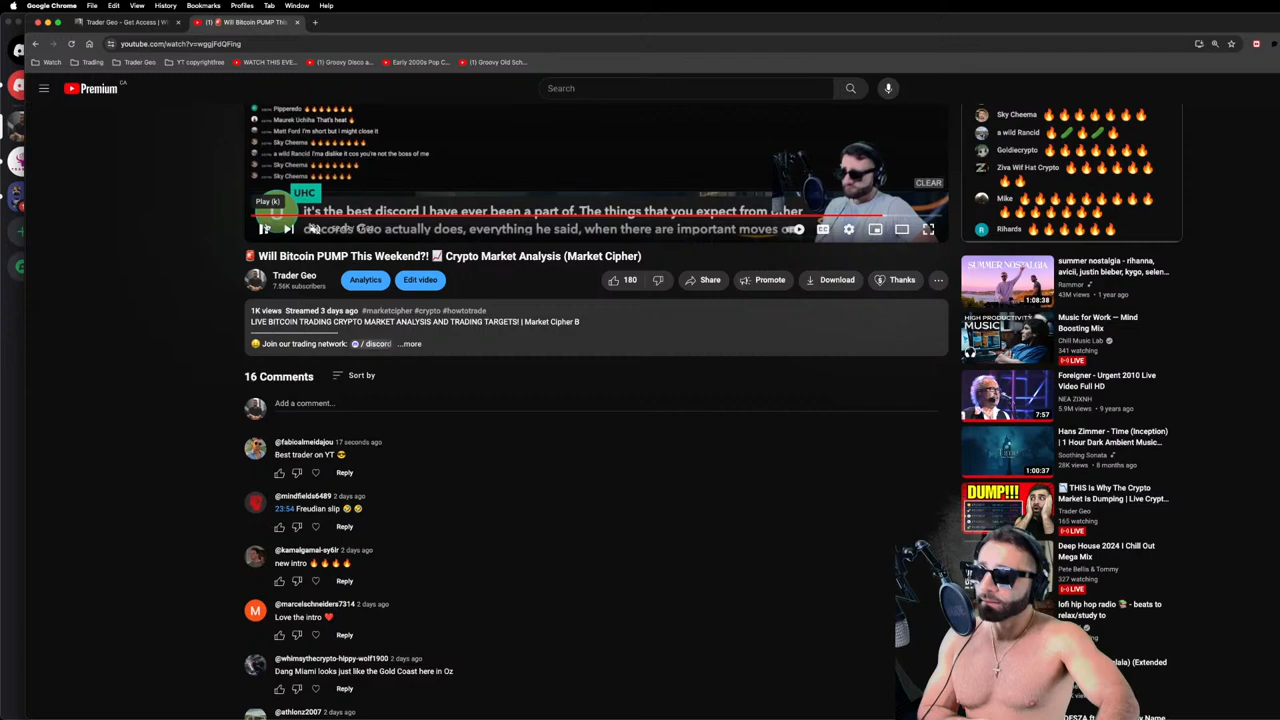 Google Chrome File Edit View History Bookmarks Profiles Tab Window Help
Trader Geo - Get Access | W
(1) 🚨 Will Bitcoin PUMP This
youtube.com/watch?v=wggjFdQFing
Watch Trading Trader Geo YT copyrightfree WATCH THIS EVE... (1) Groovy Disco a... Early 2000s Pop C... (1) Groovy Old Sch...
Premium CA
Search
Pipperedo 🔥🔥🔥🔥🔥🔥🔥
Maurek Uchiha That's heat 🔥
Matt Ford I'm short but I might close it
Sky Cheema 🔥🔥🔥🔥🔥🔥🔥
a wild Rancid I'ma dislike it cos you're not the boss of me
Sky Cheema 🔥🔥🔥🔥🔥🔥
Sky Cheema 🔥🔥🔥🔥🔥🔥
UHC
CLEAR
Play (k)
it's the best discord I have ever been a part of. The things that you expect from other
discords Geo actually does, everything he said, when there are important moves
Sky Cheema 🔥🔥🔥🔥🔥🔥🔥
a wild Rancid 🔥🥒🔥🥒🔥
Goldiecrypto 🔥🔥🔥🔥🔥🔥
Ziva Wif Hat Crypto 🔥🔥🔥🔥🔥
🔥🔥
Mike 🔥🔥🔥🔥🔥🔥🔥🔥
🔥🔥🔥🔥🔥🔥🔥🔥
Rihards 🔥🔥🔥🔥🔥🔥
🚨 Will Bitcoin PUMP This Weekend?! 📈 Crypto Market Analysis (Market Cipher)
Trader Geo
7.56K subscribers
Analytics
Edit video
180
Share
Promote
Download
Thanks
1K views Streamed 3 days ago #marketcipher #crypto #howtotrade
LIVE BITCOIN TRADING CRYPTO MARKET ANALYSIS AND TRADING TARGETS! | Market Cipher B
😀 Join our trading network: / discord ...more
16 Comments
Sort by
Add a comment...
@fabioalmeidajou 17 seconds ago
Best trader on YT 😎
Reply
@mindfields6489 2 days ago
23:54 Freudian slip 🤣 🤣
Reply
@kamalgamal-sy6lr 2 days ago
new intro 🔥 🔥 🔥 🔥
Reply
@marcelschneiders7314 2 days ago
Love the intro ❤️
Reply
@whimsythecrypto-hippy-wolf1900 2 days ago
Dang Miami looks just like the Gold Coast here in Oz
Reply
@athlonz2007 2 days ago
summer nostalgia - rihanna,
avicii, justin bieber, kygo, selen...
Rammor
43M views • 1 year ago
SUMMER NOSTALGIA
1:08:38
Music for Work — Mind
Boosting Mix
Chill Music Lab
341 watching
LIVE
HIGH PRODUCTIVITY
MUSIC
Foreigner - Urgent 2010 Live
Video Full HD
NEA ZIXNH
5.9M views • 9 years ago
7:57
Hans Zimmer - Time (Inception)
| 1 Hour Dark Ambient Music...
Soothing Sonata
28K views • 8 months ago
1:00:37
📉 THIS Is Why The Crypto
Market Is Dumping | Live Crypt...
Trader Geo
165 watching
LIVE
DUMP!!!
Deep House 2024 I Chill Out
Mega Mix
Pete Bellis & Tommy
327 watching
LIVE
lofi hip hop radio 📚 - beats to
relax/study to
(Extended